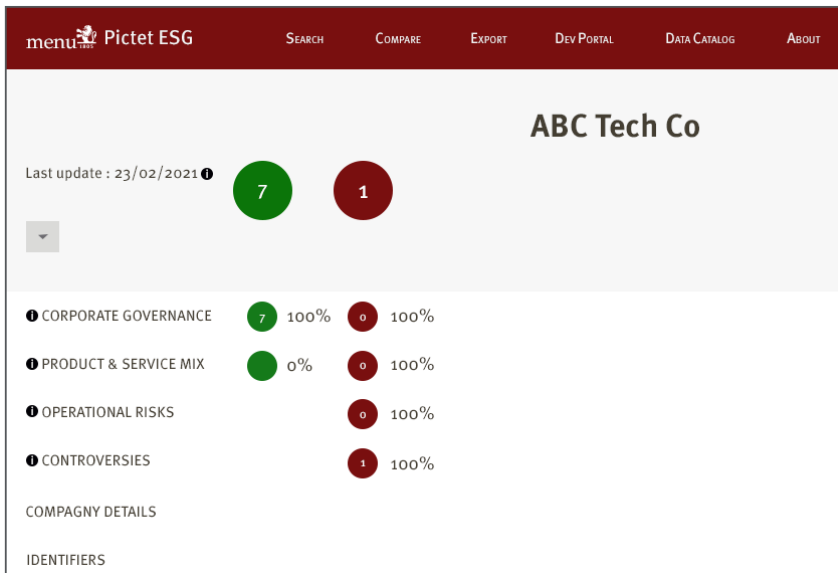 menu Pictet ESG SEARCH COMPARE EXPORT DEV PORTAL DATA CATALOG ABOUT
1805
ABC Tech Co
Last update : 23/02/2021 i 7 1
i CORPORATE GOVERNANCE 7 100% 0 100%
i PRODUCT & SERVICE MIX 0% 0 100%
i OPERATIONAL RISKS 0 100%
i CONTROVERSIES 1 100%
COMPAGNY DETAILS
IDENTIFIERS